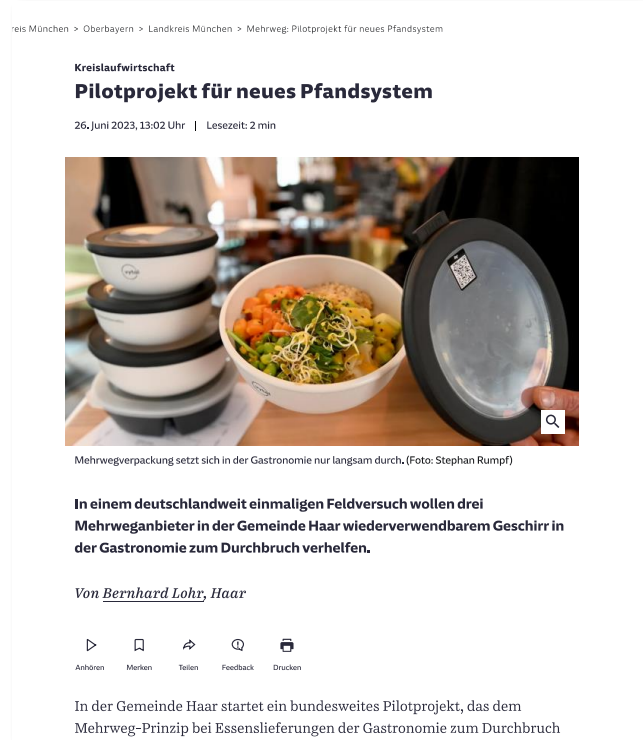 reis München > Oberbayern > Landkreis München > Mehrweg: Pilotprojekt für neues Pfandsystem
Kreislaufwirtschaft
Pilotprojekt für neues Pfandsystem
26. Juni 2023, 13:02 Uhr | Lesezeit: 2 min
Mehrwegverpackung setzt sich in der Gastronomie nur langsam durch. (Foto: Stephan Rumpf)
In einem deutschlandweit einmaligen Feldversuch wollen drei
Mehrweganbieter in der Gemeinde Haar wiederverwendbarem Geschirr in
der Gastronomie zum Durchbruch verhelfen.
Von Bernhard Lohr, Haar
Anhören Merken Teilen Feedback Drucken
In der Gemeinde Haar startet ein bundesweites Pilotprojekt, das dem
Mehrweg-Prinzip bei Essenslieferungen der Gastronomie zum Durchbruch